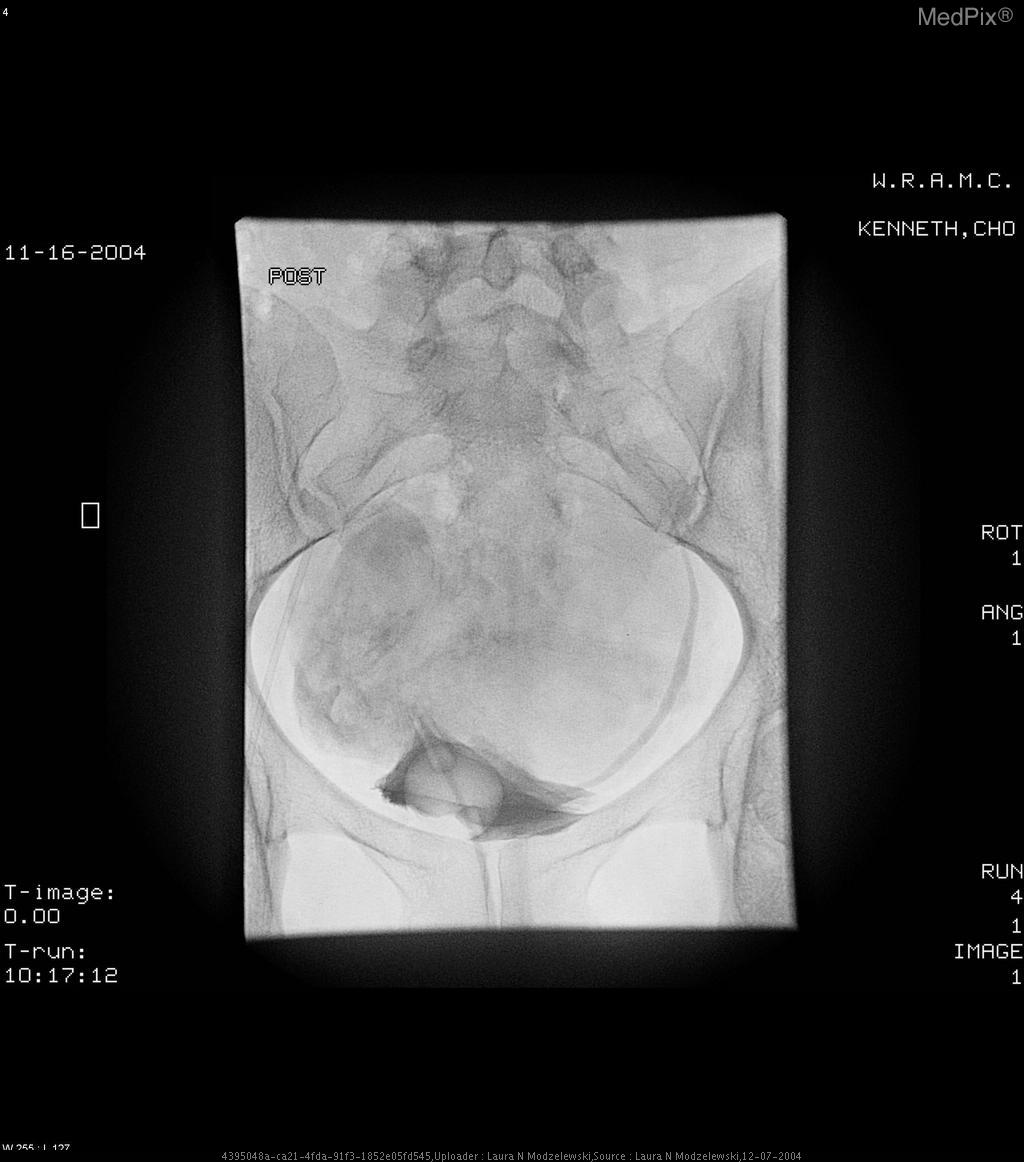 4
MedPix®
W.R.A.M.C.
KENNETH,CHO
11-16-2004
POST
ROT
1
ANG
1
T-image:
0.00
T-run:
10:17:12
RUN
4
1
IMAGE
1
W 255 : L 127
4395048a-ca21-4fda-91f3-1852e05fd545,Uploader : Laura N Modzelewski,Source : Laura N Modzelewski,12-07-2004